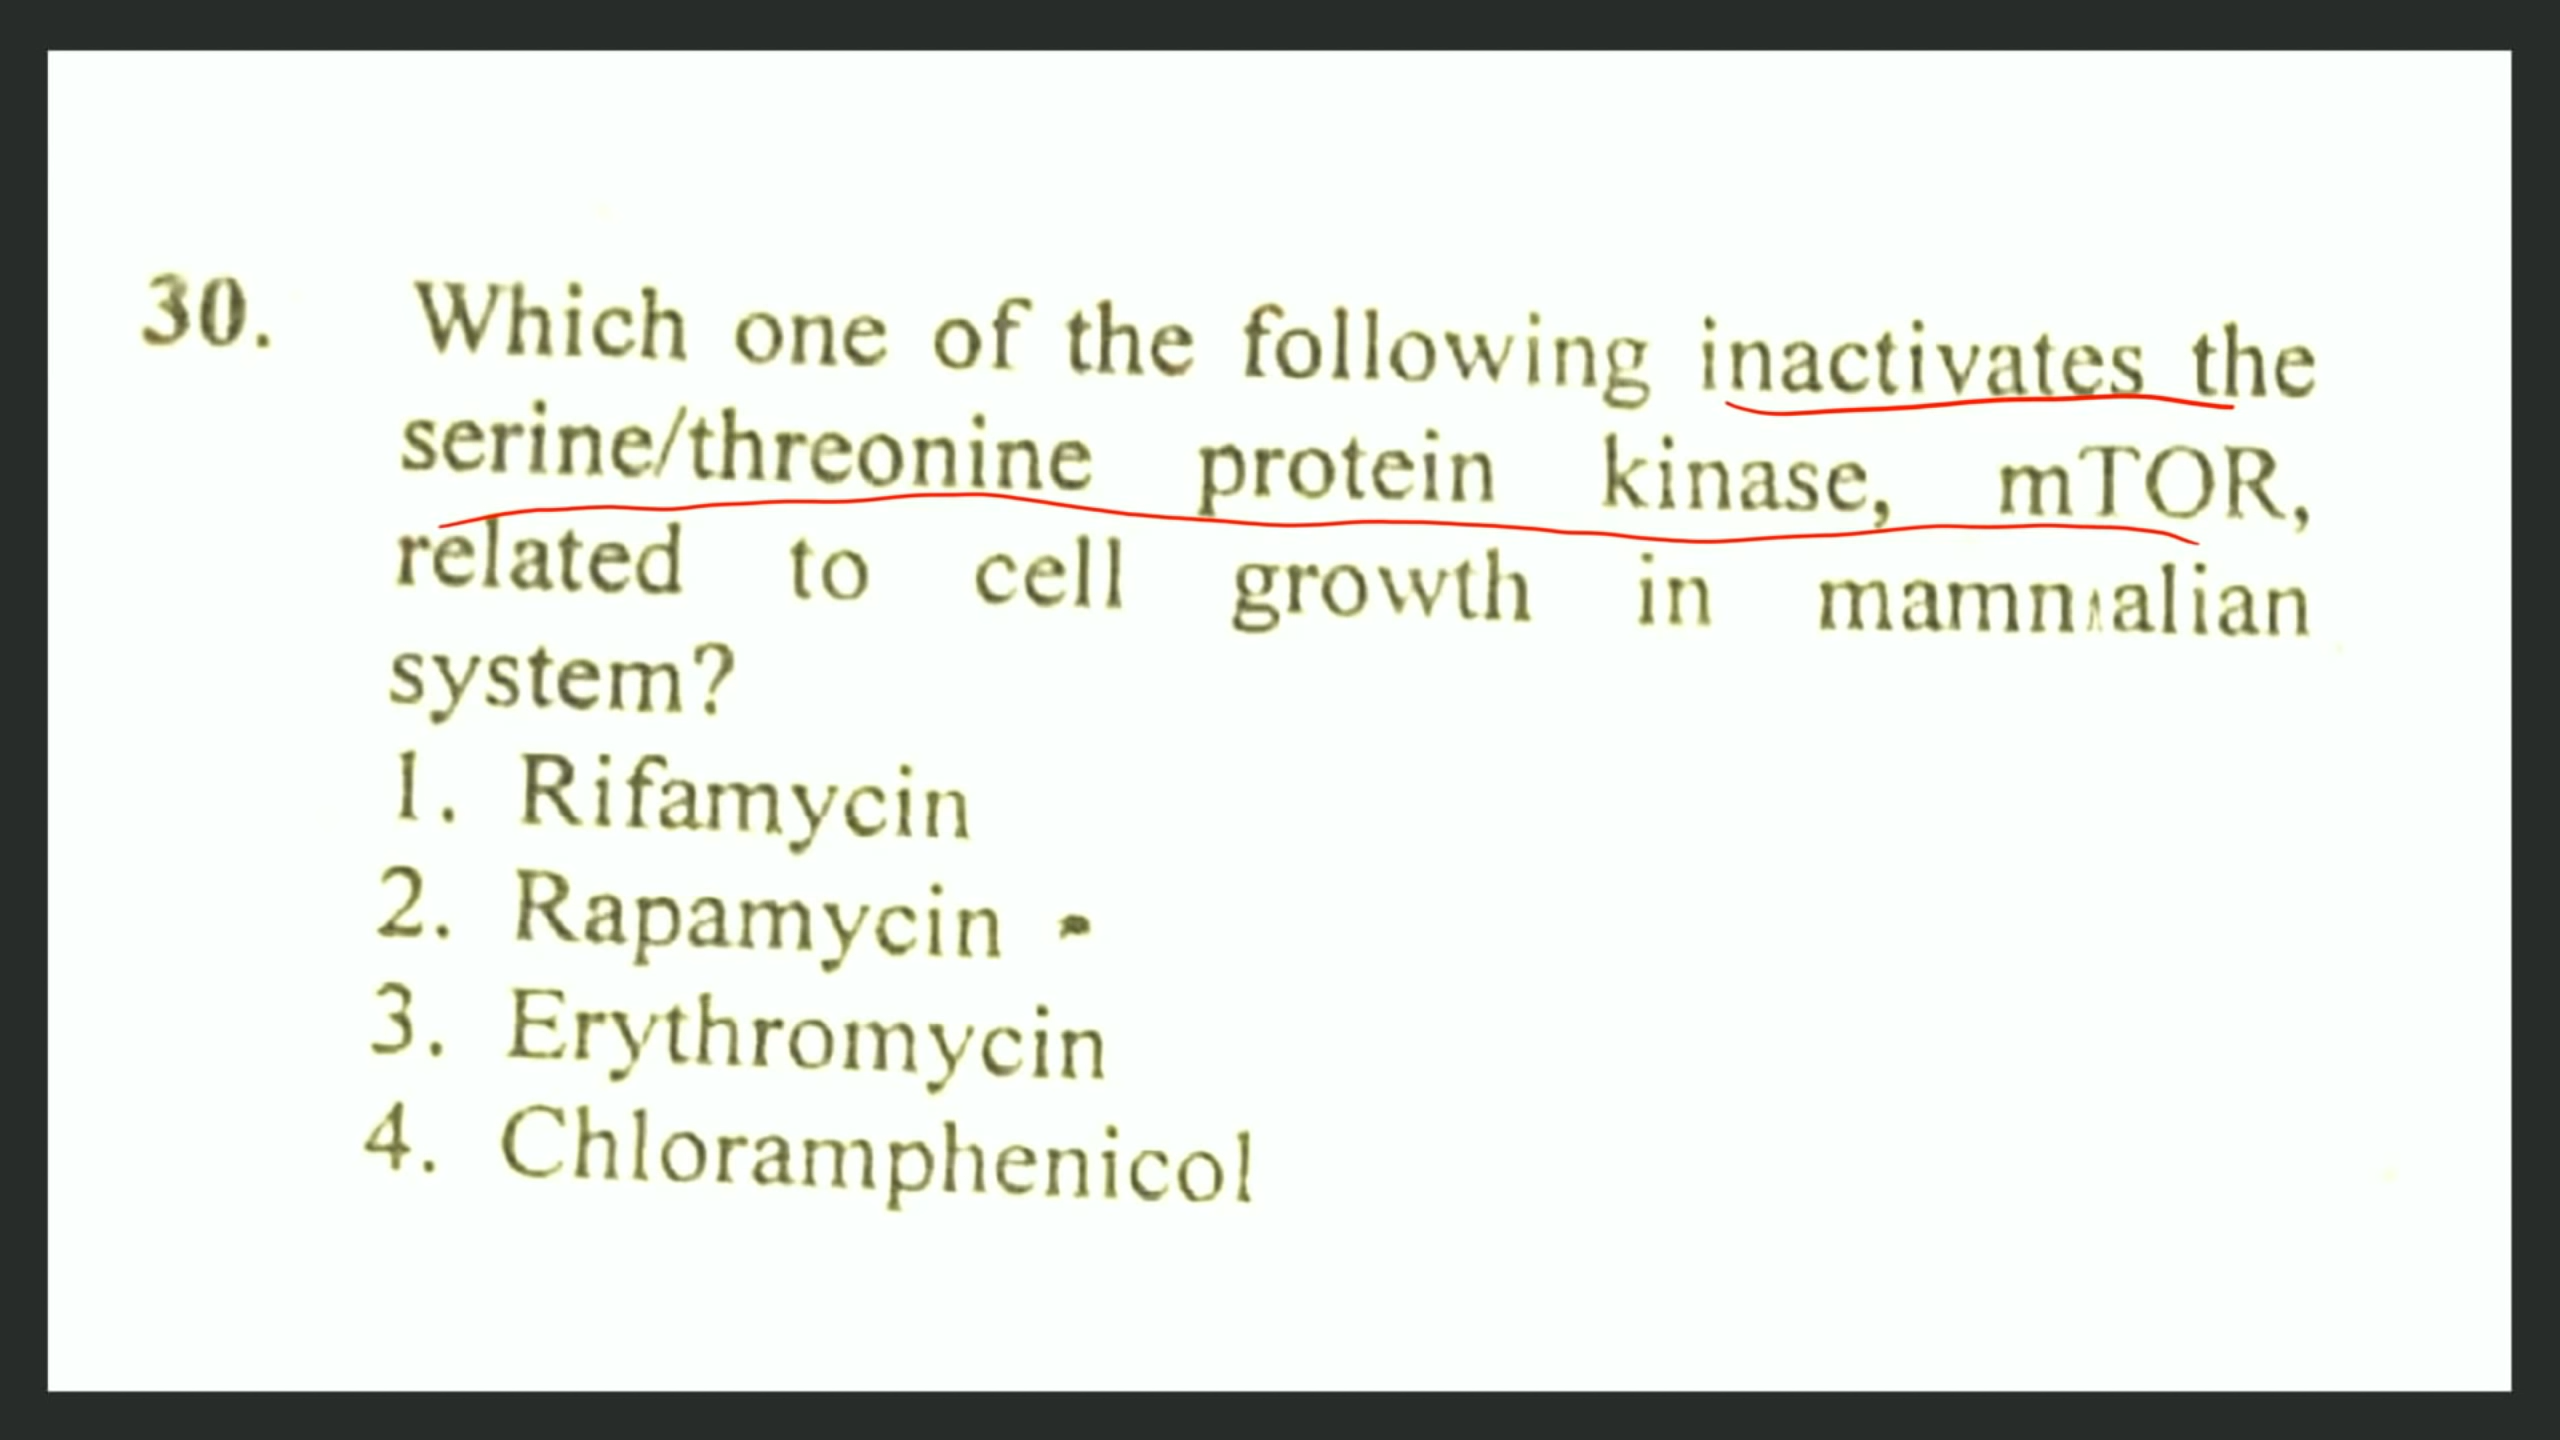 30. Which one of the following inactivates the
serine/threonine protein kinase, mTOR,
related to cell growth in mammalian
system?
1. Rifamycin
2. Rapamycin
3. Erythromycin
4. Chloramphenicol